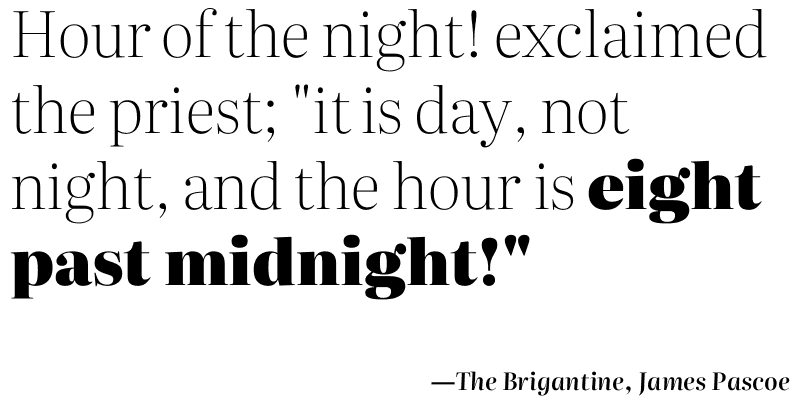 Hour of the night! exclaimed
the priest; "it is day, not
night, and the hour is eight
past midnight!"
—The Brigantine, James Pascoe